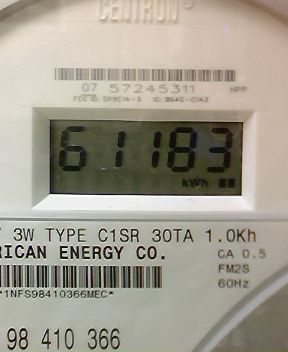 CENTRON
07 57245311 HPP
61183
kWh
3W TYPE C1SR 30TA 1.0Kh
RICAN ENERGY CO. CA 0.5
FM2S
*1NFS98410366MEC* 60Hz
98 410 366